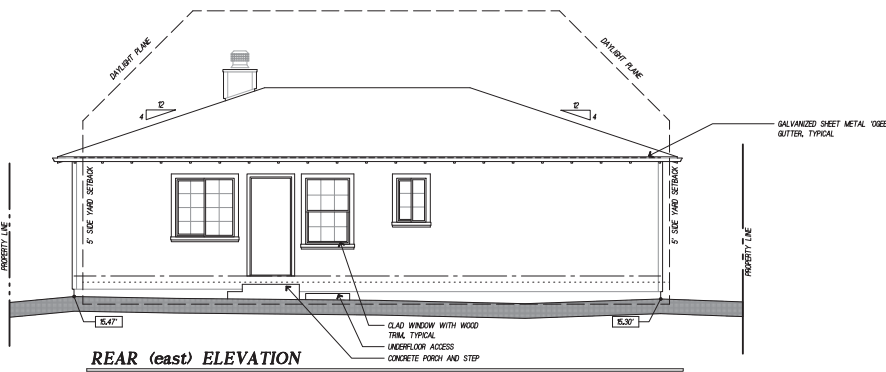 DAYLIGHT PLANE
DAYLIGHT PLANE
12
4
12
4
GALVANIZED SHEET METAL 'OGEE
GUTTER, TYPICAL
PROPERTY LINE
5' SIDE YARD SETBACK
5' SIDE YARD SETBACK
PROPERTY LINE
15.47'
15.30'
CLAD WINDOW WITH WOOD
TRIM, TYPICAL
UNDERFLOOR ACCESS
CONCRETE PORCH AND STEP
REAR (east) ELEVATION